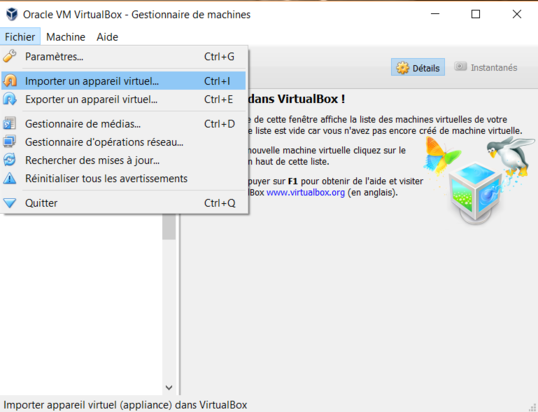 Oracle VM VirtualBox - Gestionnaire de machines
Fichier Machine Aide
Paramètres... Ctrl+G
Importer un appareil virtuel... Ctrl+I
Exporter un appareil virtuel... Ctrl+E
Gestionnaire de médias... Ctrl+D
Gestionnaire d'opérations réseau...
Rechercher des mises à jour...
Réinitialiser tous les avertissements
Quitter Ctrl+Q
Détails Instantanés
dans VirtualBox !
e de cette fenêtre affiche la liste des machines virtuelles de votre
e liste est vide car vous n'avez pas encore créé de machine virtuelle.
nouvelle machine virtuelle cliquez sur le
n haut de cette liste.
puyer sur F1 pour obtenir de l'aide et visiter
Box www.virtualbox.org (en anglais).
Importer appareil virtuel (appliance) dans VirtualBox